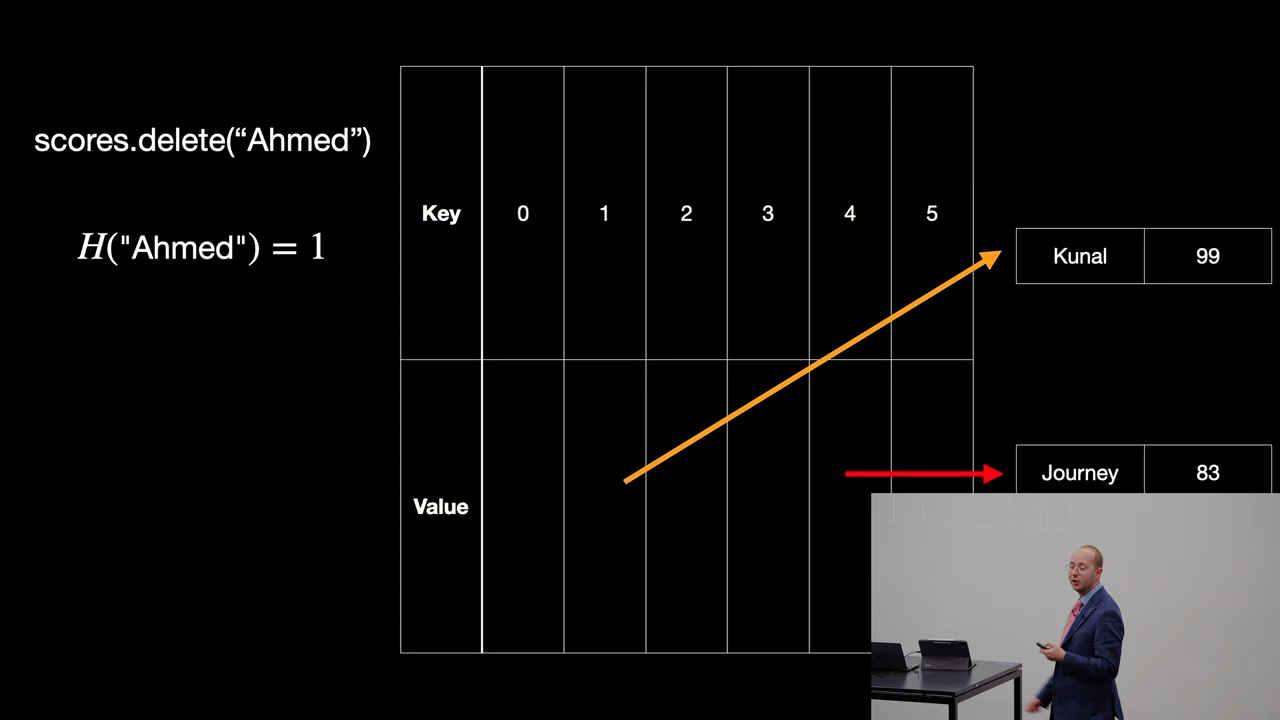 scores.delete(“Ahmed”)
H("Ahmed") = 1
Key 0 1 2 3 4 5
Value
Kunal 99
Journey 83